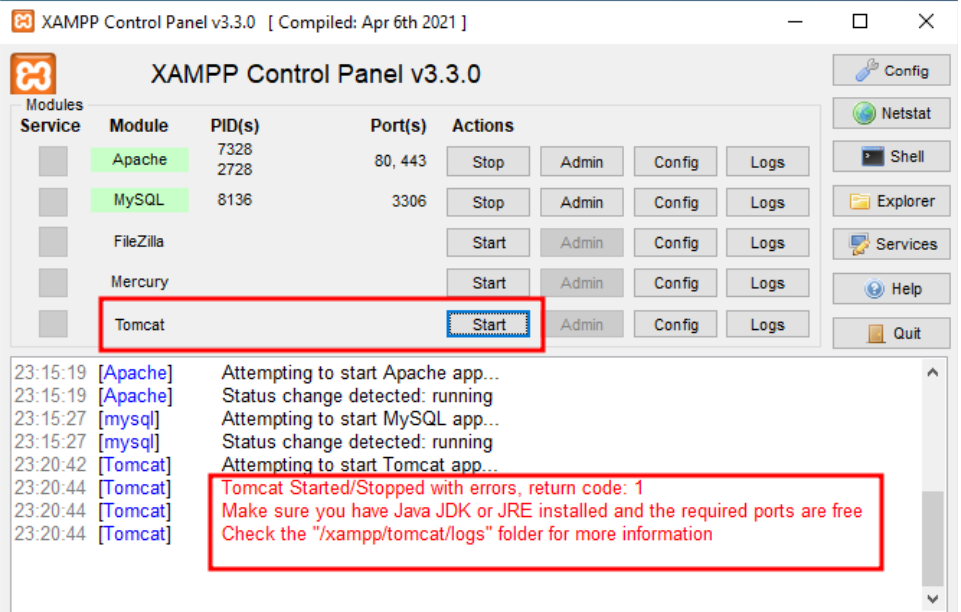 XAMPP Control Panel v3.3.0 [ Compiled: Apr 6th 2021 ]
XAMPP Control Panel v3.3.0
Config
Modules
Service Module PID(s) Port(s) Actions
Netstat
Apache 7328 2728 80, 443 Stop Admin Config Logs
Shell
MySQL 8136 3306 Stop Admin Config Logs
Explorer
FileZilla Start Admin Config Logs
Services
Mercury Start Admin Config Logs
Help
Tomcat Start Admin Config Logs
Quit
23:15:19 [Apache] Attempting to start Apache app...
23:15:19 [Apache] Status change detected: running
23:15:27 [mysql] Attempting to start MySQL app...
23:15:27 [mysql] Status change detected: running
23:20:42 [Tomcat] Attempting to start Tomcat app...
23:20:44 [Tomcat] Tomcat Started/Stopped with errors, return code: 1
23:20:44 [Tomcat] Make sure you have Java JDK or JRE installed and the required ports are free
23:20:44 [Tomcat] Check the "/xampp/tomcat/logs" folder for more information